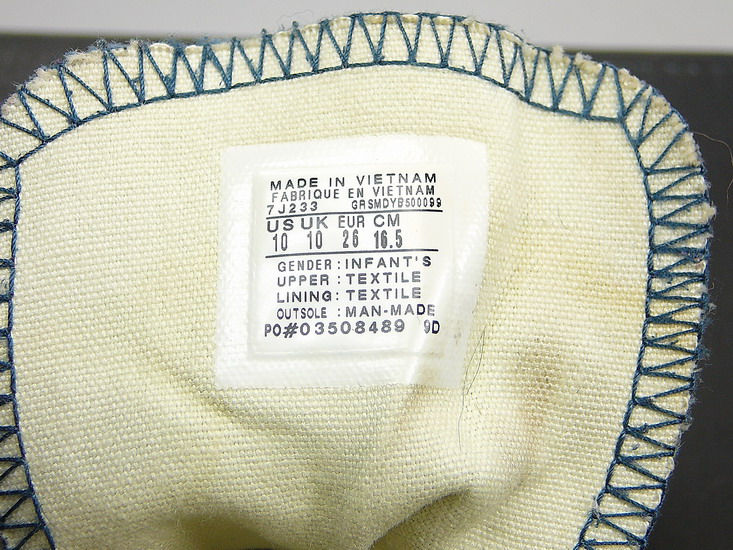 MADE IN VIETNAM
FABRIQUE EN VIETNAM
7J233 GRSMDYB500099
US UK EUR CM
10 10 26 16.5
GENDER : INFANT'S
UPPER : TEXTILE
LINING : TEXTILE
OUTSOLE : MAN-MADE
PO#03508489 9D